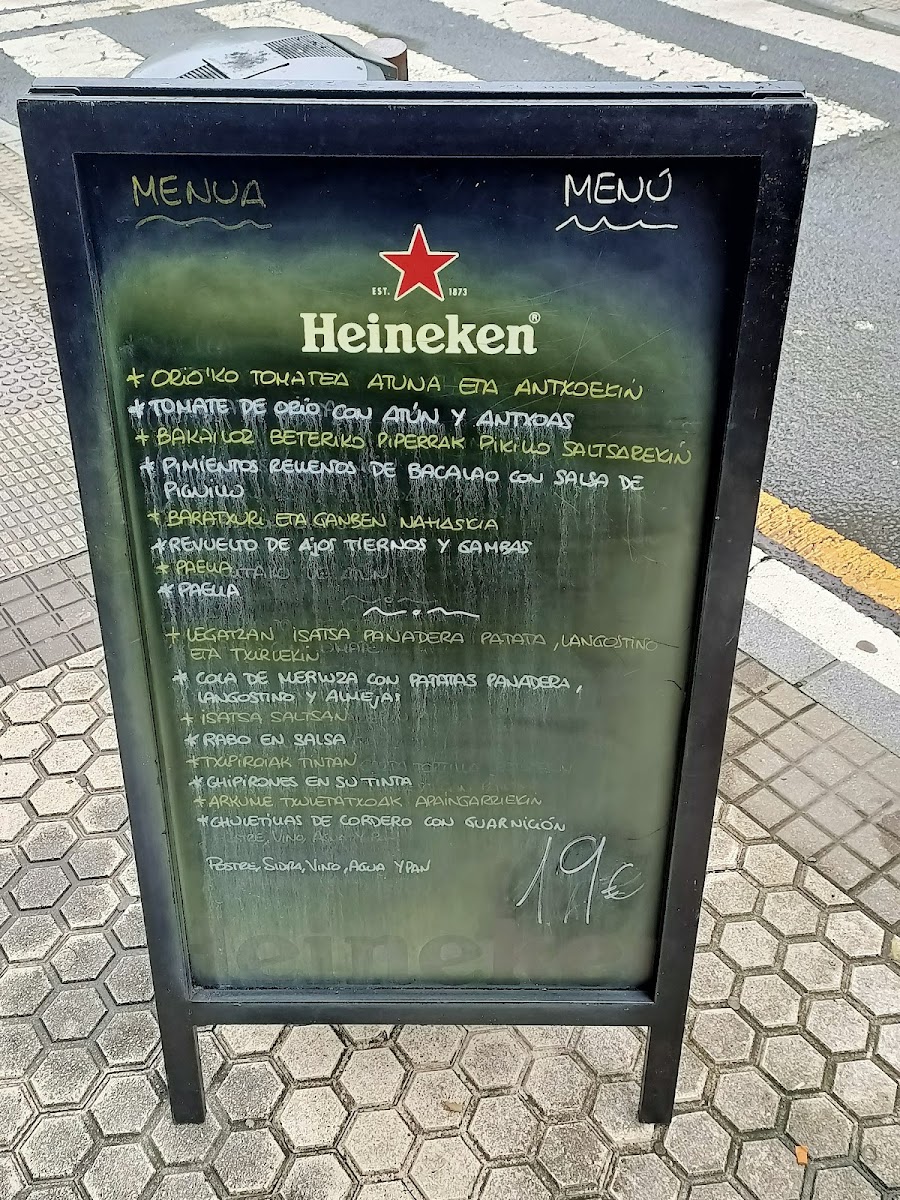 MENUA MENÚ
EST. 1873
Heineken®
* ORIO'KO TOMATEA ATUNA ETA ANTXOEKIN
* TOMATE DE ORIO CON ATÚN Y ANTXOAS
* BAKAILOZ BETERIKO PIPERRAK PIKILLO SALTSAREKIN
* PIMIENTOS RELLENOS DE BACALAO CON SALSA DE
PIQUILLO
* BARATXURI ETA GANBEN NAHASKIA
* REVUELTO DE AJOS TIERNOS Y GAMBAS
* PAELLA
* PAELLA
* LEGATZAN ISATSA PANADERA PATATA, LANGOSTINO
ETA TXIRLEKIN
* COLA DE MERLUZA CON PATATAS PANADERA,
LANGOSTINO Y ALMEJAS
* ISATSA SALTSAN
* RABO EN SALSA
* TXIPIROIAK TINTAN
* CHIPIRONES EN SU TINTA
* ARKUME TXULETATXOAK APAINGARRIEKIN
* CHULETILLAS DE CORDERO CON GUARNICIÓN
POSTRE, SIDRA, VINO, AGUA Y PAN
19€